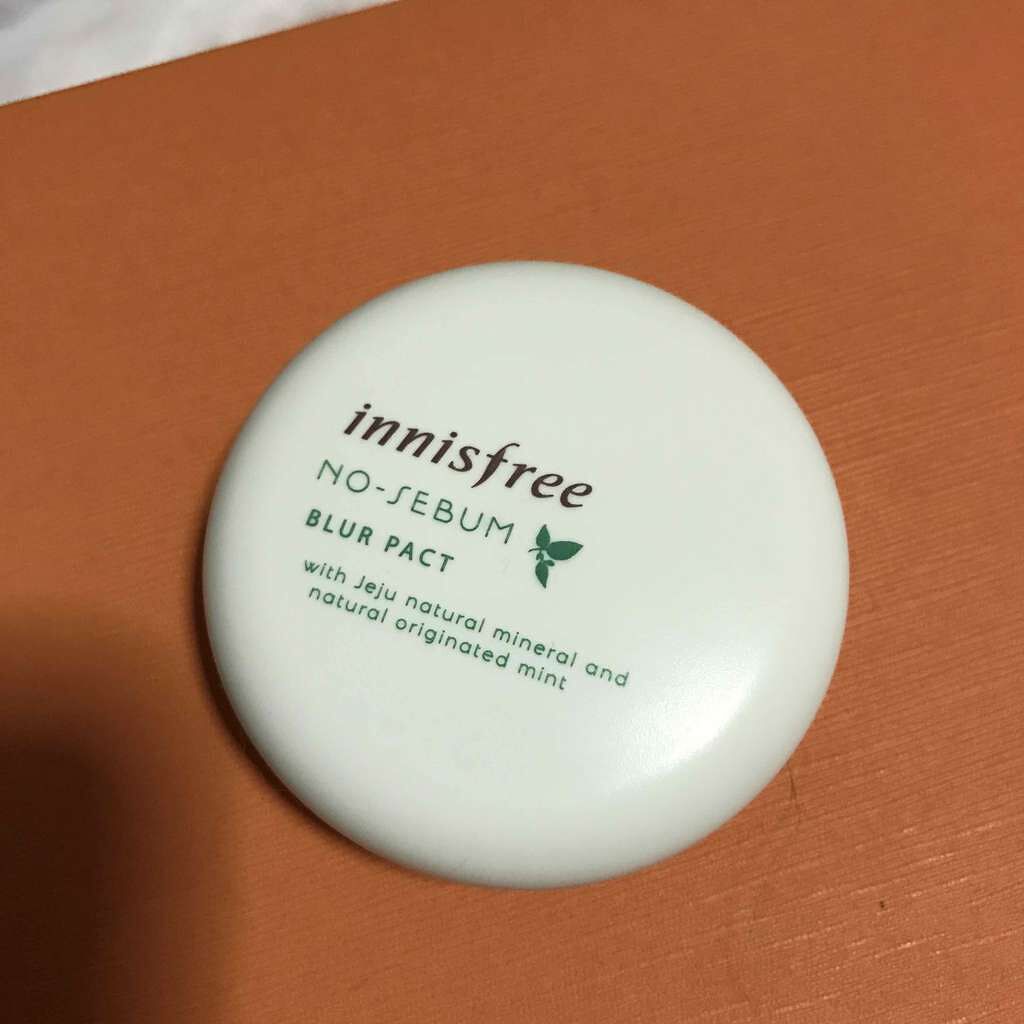 innisfree
NO-SEBUM
BLUR PACT
with Jeju natural mineral and
natural originated mint